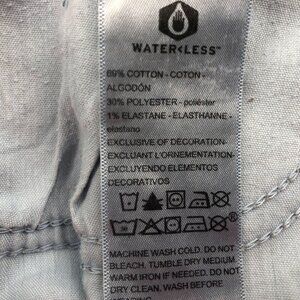 WATER<LESS™
69% COTTON - COTON -
ALGODÓN
30% POLYESTER - poliéster
1% ELASTANE - ELASTHANNE -
elastano
EXCLUSIVE OF DECORATION-
EXCLUANT L'ORNEMENTATION-
EXCLUYENDO ELEMENTOS
DECORATIVOS
MACHINE WASH COLD. DO NOT
BLEACH. TUMBLE DRY MEDIUM.
WARM IRON IF NEEDED. DO NOT
DRY CLEAN. WASH BEFORE